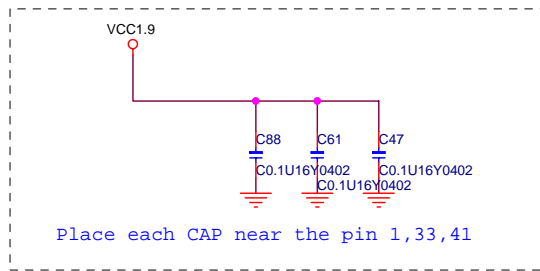 VCC1.9
C88 C61 C47
C0.1U16Y0402 C0.1U16Y0402
C0.1U16Y0402
Place each CAP near the pin 1,33,41